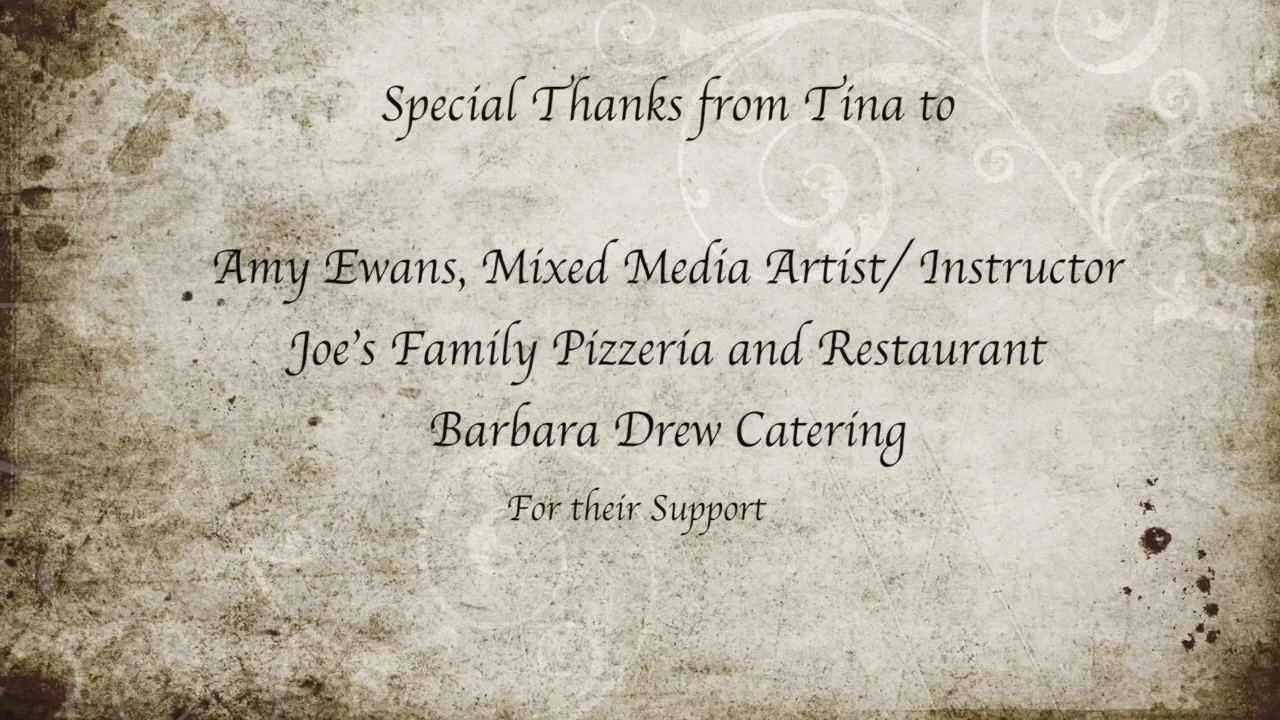 Special Thanks from Tina to
Amy Ewans, Mixed Media Artist/ Instructor
Joe's Family Pizzeria and Restaurant
Barbara Drew Catering
For their Support